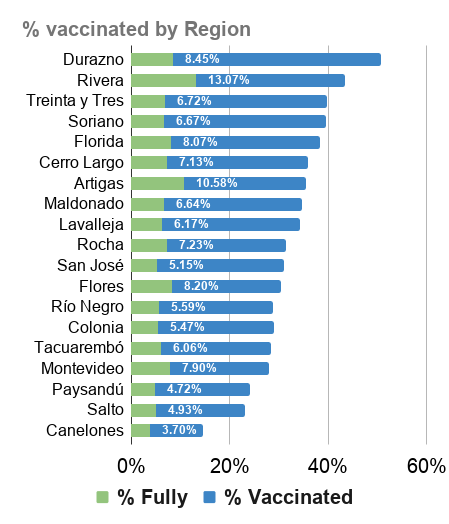 % vaccinated by Region
Durazno 8.45%
Rivera 13.07%
Treinta y Tres 6.72%
Soriano 6.67%
Florida 8.07%
Cerro Largo 7.13%
Artigas 10.58%
Maldonado 6.64%
Lavalleja 6.17%
Rocha 7.23%
San José 5.15%
Flores 8.20%
Río Negro 5.59%
Colonia 5.47%
Tacuarembó 6.06%
Montevideo 7.90%
Paysandú 4.72%
Salto 4.93%
Canelones 3.70%
0% 20% 40% 60%
% Fully % Vaccinated